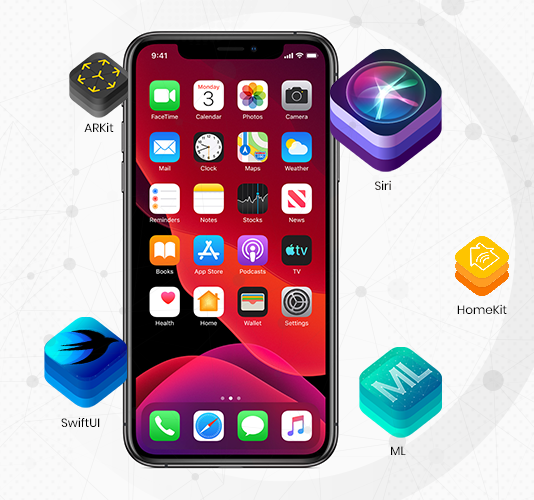 9:41
ARKit
Monday
3
FaceTime
Calendar
Photos
Camera
Siri
Mail
Clock
Maps
Weather
Reminders
Notes
Stocks
News
tv
Books
App Store
Podcasts
TV
HomeKit
Health
Home
Wallet
Settings
SwiftUI
ML
ML